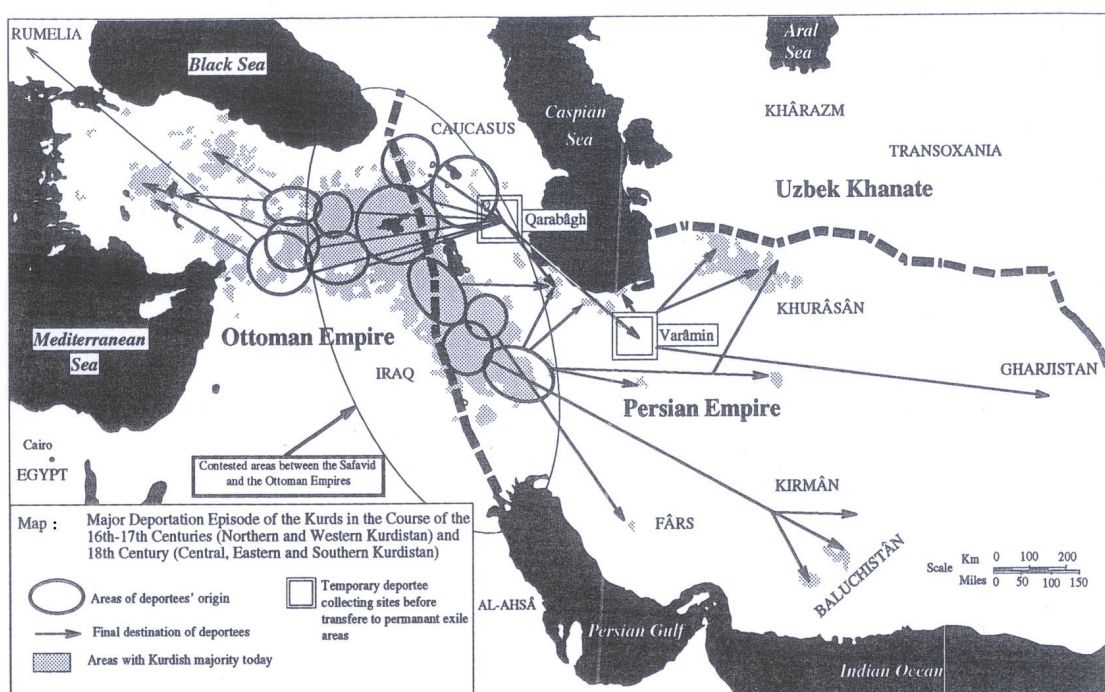 RUMELIA
Black Sea
Aral
Sea
CAUCASUS
Caspian
Sea
KHÂRAZM
TRANSOXANIA
Uzbek Khanate
Qarabâgh
KHURÂSÂN
Varâmin
Ottoman Empire
Mediterranean
Sea
IRAQ
GHARJISTAN
Persian Empire
Cairo
EGYPT
Contested areas between the Safavid
and the Ottoman Empires
KIRMÂN
FÂRS
BALUCHISTÂN
Scale
Km 0 100 200
Miles 0 50 100 150
AL-AHSÂ
Persian Gulf
Indian Ocean
Map : Major Deportation Episode of the Kurds in the Course of the
16th-17th Centuries (Northern and Western Kurdistan) and
18th Century (Central, Eastern and Southern Kurdistan)
Areas of deportees' origin
Final destination of deportees
Areas with Kurdish majority today
Temporary deportee
collecting sites before
transfere to permanant exile
areas